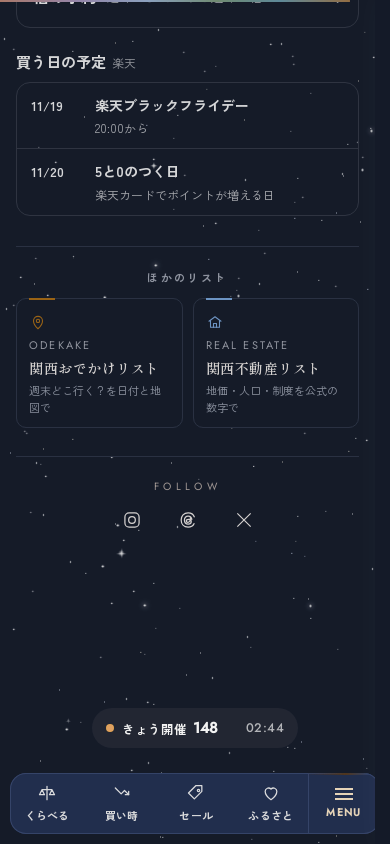 買う日の予定 楽天
11/19 楽天ブラックフライデー
20:00から
11/20 5と0のつく日
楽天カードでポイントが増える日
ほかのリスト
ODEKAKE
関西おでかけリスト
週末どこ行く？を日付と地
図で
REAL ESTATE
関西不動産リスト
地価・人口・制度を公式の
数字で
FOLLOW
きょう開催 148 02:44
くらべる 買い時 セール ふるさと MENU